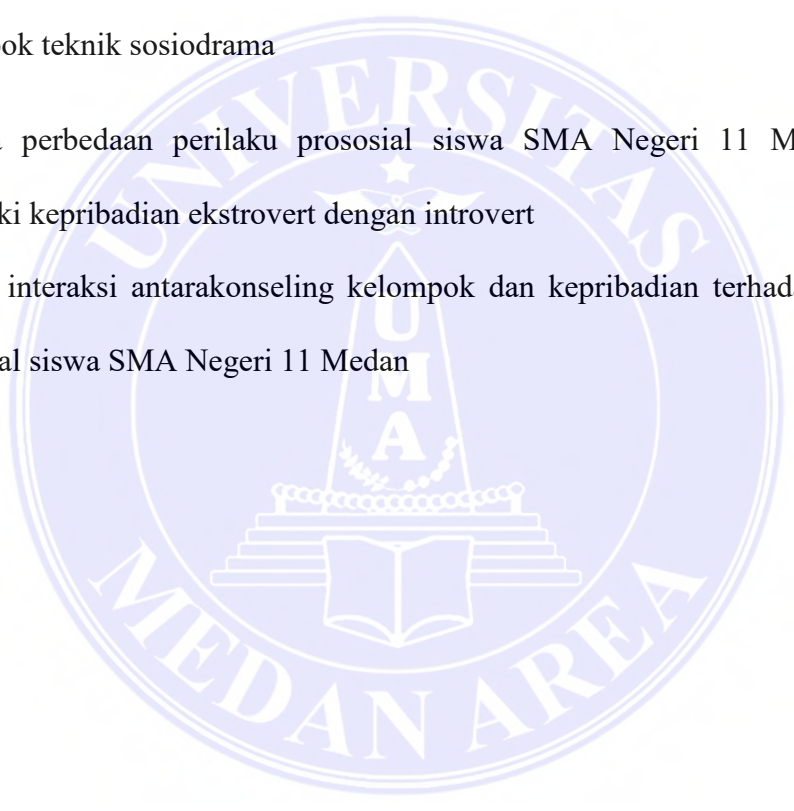 ok teknik sosiodrama
perbedaan perilaku prososial siswa SMA Negeri 11 M
ki kepribadian ekstrovert dengan introvert
interaksi antarakonseling kelompok dan kepribadian terhada
al siswa SMA Negeri 11 Medan
UNIVERSITAS
U
M
A
MEDAN AREA